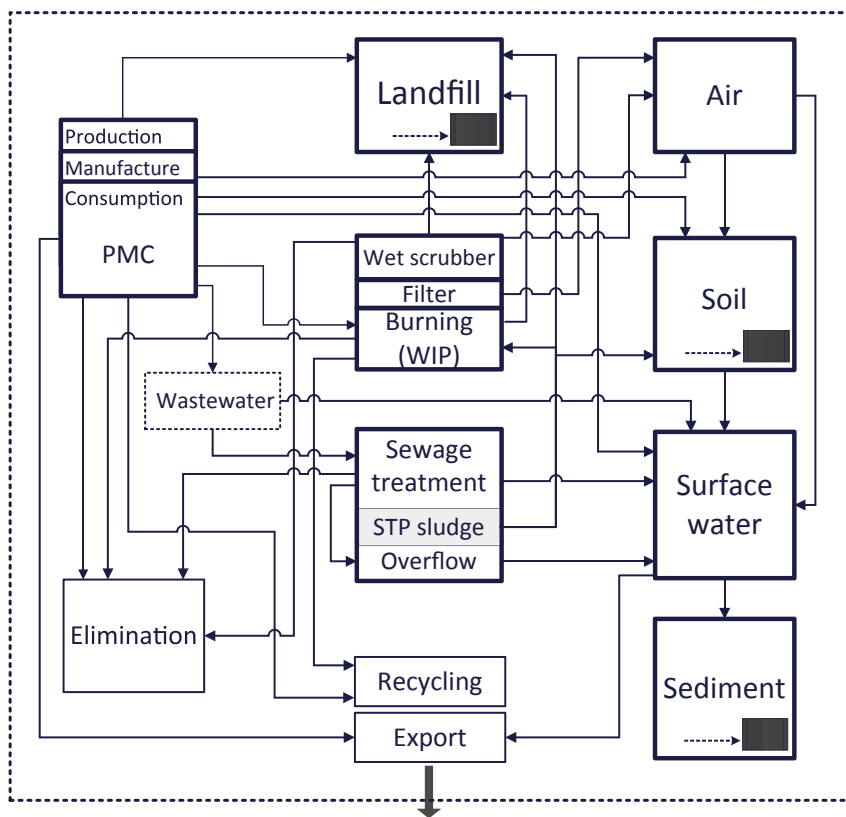 Landfill
Air
Production
Manufacture
Consumption
PMC
Wet scrubber
Filter
Burning
(WIP)
Soil
Wastewater
Sewage
treatment
STP sludge
Overflow
Surface
water
Elimination
Recycling
Export
Sediment